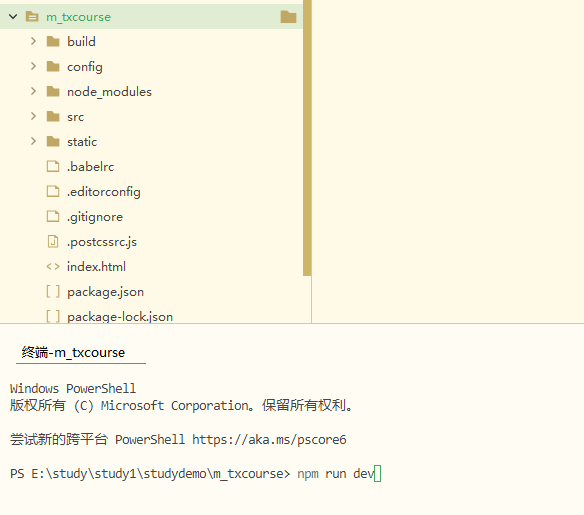 m_txcourse
build
config
node_modules
src
static
.babelrc
.editorconfig
.gitignore
.postcssrc.js
index.html
package.json
package-lock.json
终端-m_txcourse
Windows PowerShell
版权所有 (C) Microsoft Corporation。保留所有权利。
尝试新的跨平台 PowerShell https://aka.ms/pscore6
PS E:\study\study1\studydemo\m_txcourse> npm run dev